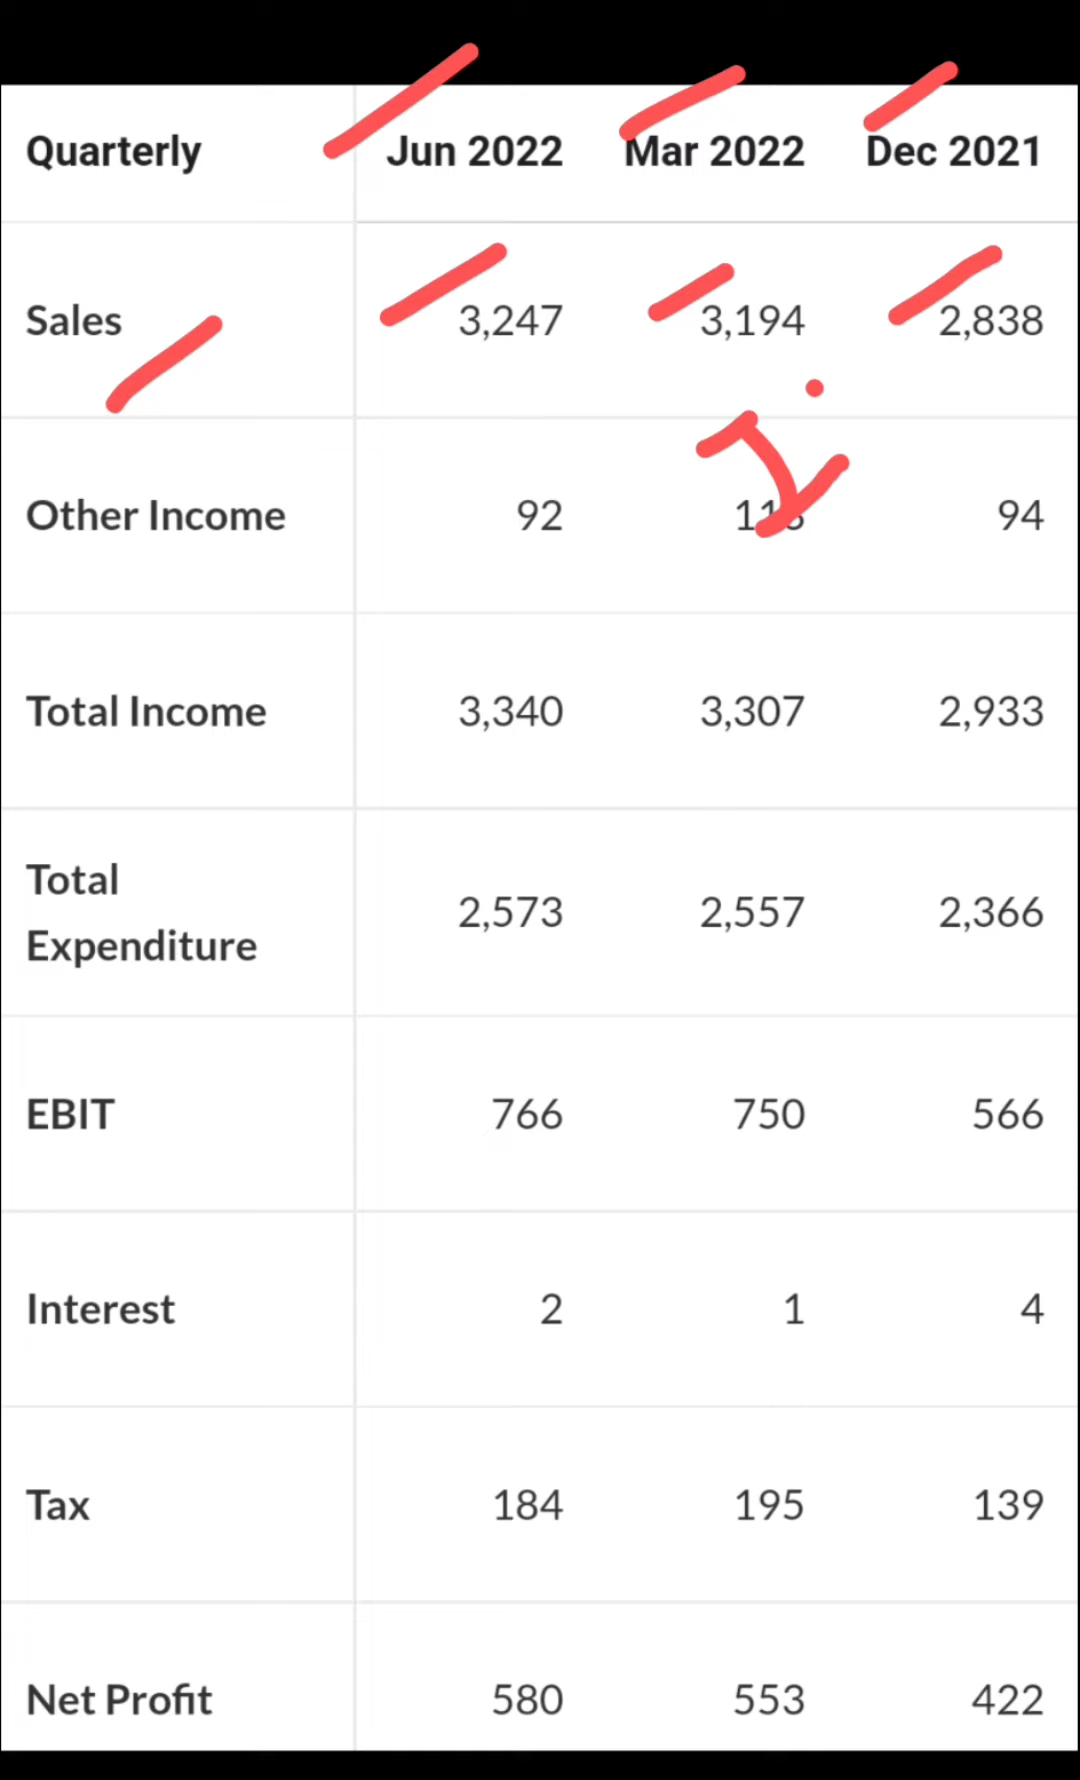 Quarterly Jun 2022 Mar 2022 Dec 2021
Sales 3,247 3,194 2,838
Other Income 92 113 94
Total Income 3,340 3,307 2,933
Total
Expenditure 2,573 2,557 2,366
EBIT 766 750 566
Interest 2 1 4
Tax 184 195 139
Net Profit 580 553 422